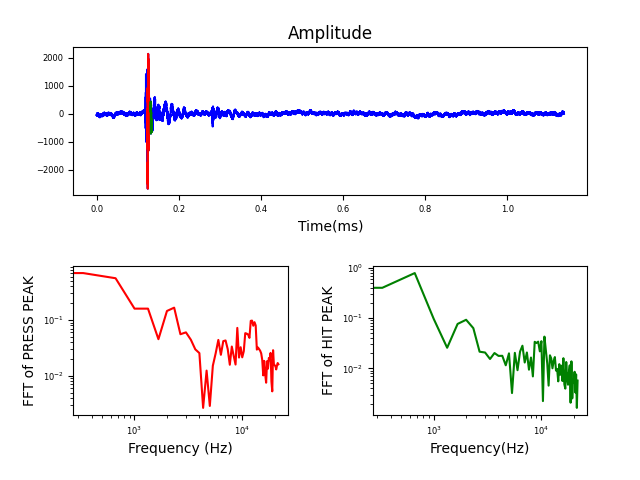 Amplitude
2000
1000
0
−1000
−2000
0.0 0.2 0.4 0.6 0.8 1.0
Time(ms)
FFT of PRESS PEAK
10⁻¹
10⁻²
10³ 10⁴
Frequency (Hz)
FFT of HIT PEAK
10⁰
10⁻¹
10⁻²
10³ 10⁴
Frequency(Hz)